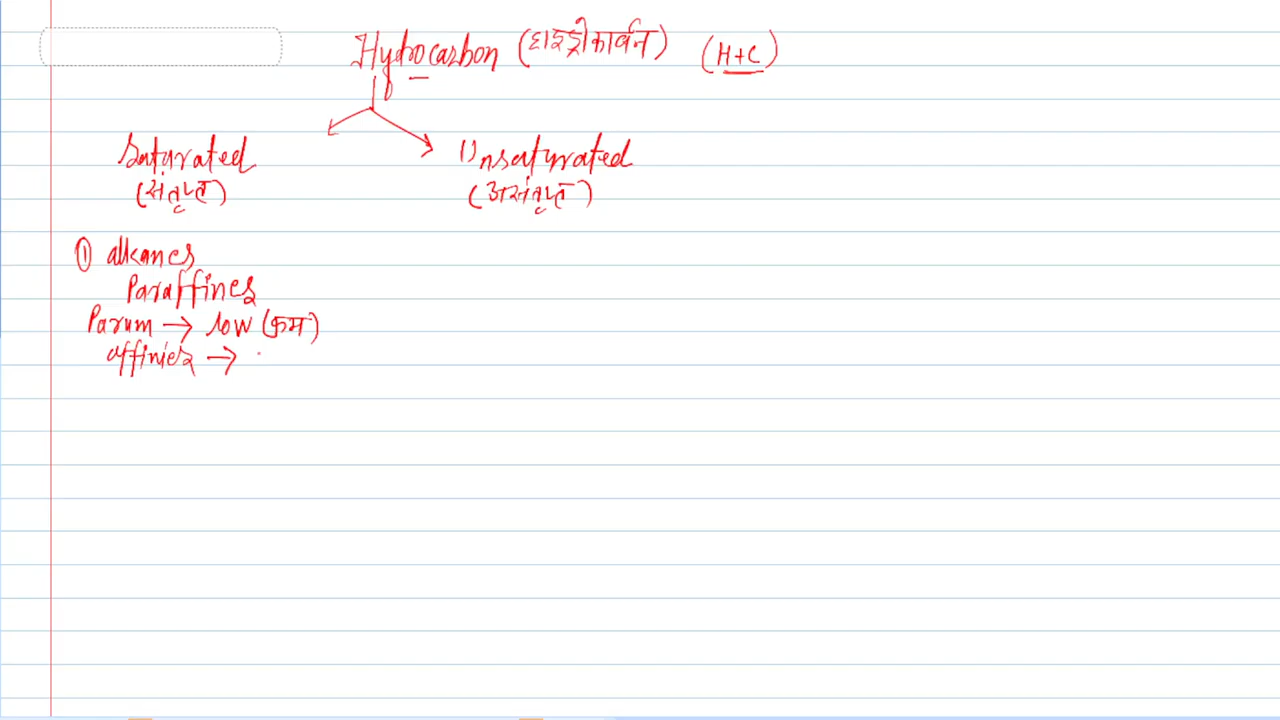 Hydrocarbon (हाइड्रोकार्बन) (H+C)
Saturated Unsaturated
(संतृप्त) (असंतृप्त)
① alkanes
Paraffines
Parum → low (कम)
affinies →